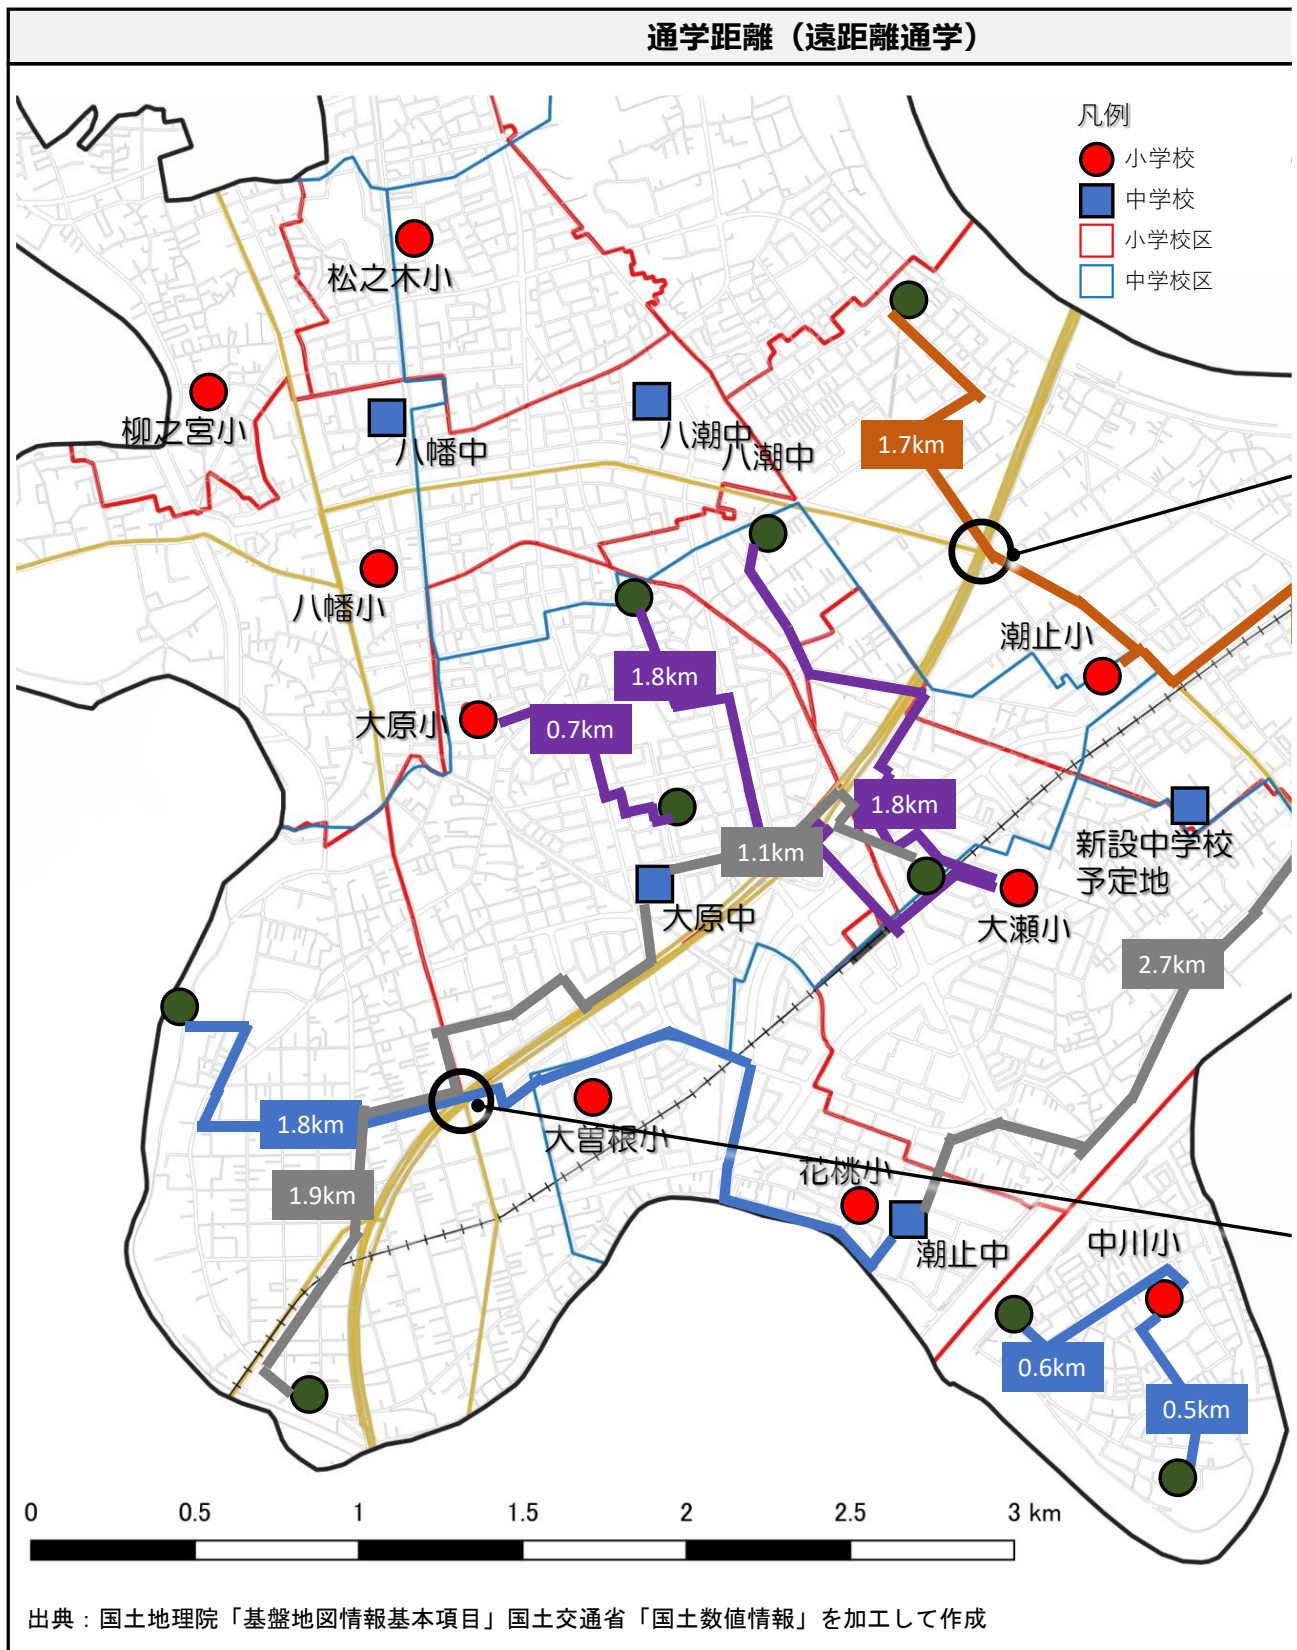 通学距離（遠距離通学）
凡例
小学校
中学校
小学校区
中学校区
松之木小
柳之宮小
八幡中
八潮中
八潮中
1.7km
八幡小
潮止小
1.8km
大原小
0.7km
1.8km
1.1km
新設中学校
予定地
大原中
大瀬小
2.7km
1.8km
大曽根小
1.9km
花桃小
潮止中
中川小
0.6km
0.5km
0 0.5 1 1.5 2 2.5 3 km
出典：国土地理院「基盤地図情報基本項目」国土交通省「国土数値情報」を加工して作成